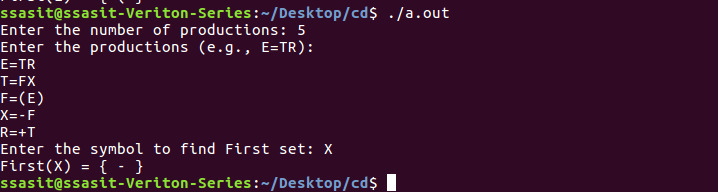 ssasit@ssasit-Veriton-Series:~/Desktop/cd$ ./a.out
Enter the number of productions: 5
Enter the productions (e.g., E=TR):
E=TR
T=FX
F=(E)
X=-F
R=+T
Enter the symbol to find First set: X
First(X) = { - }
ssasit@ssasit-Veriton-Series:~/Desktop/cd$